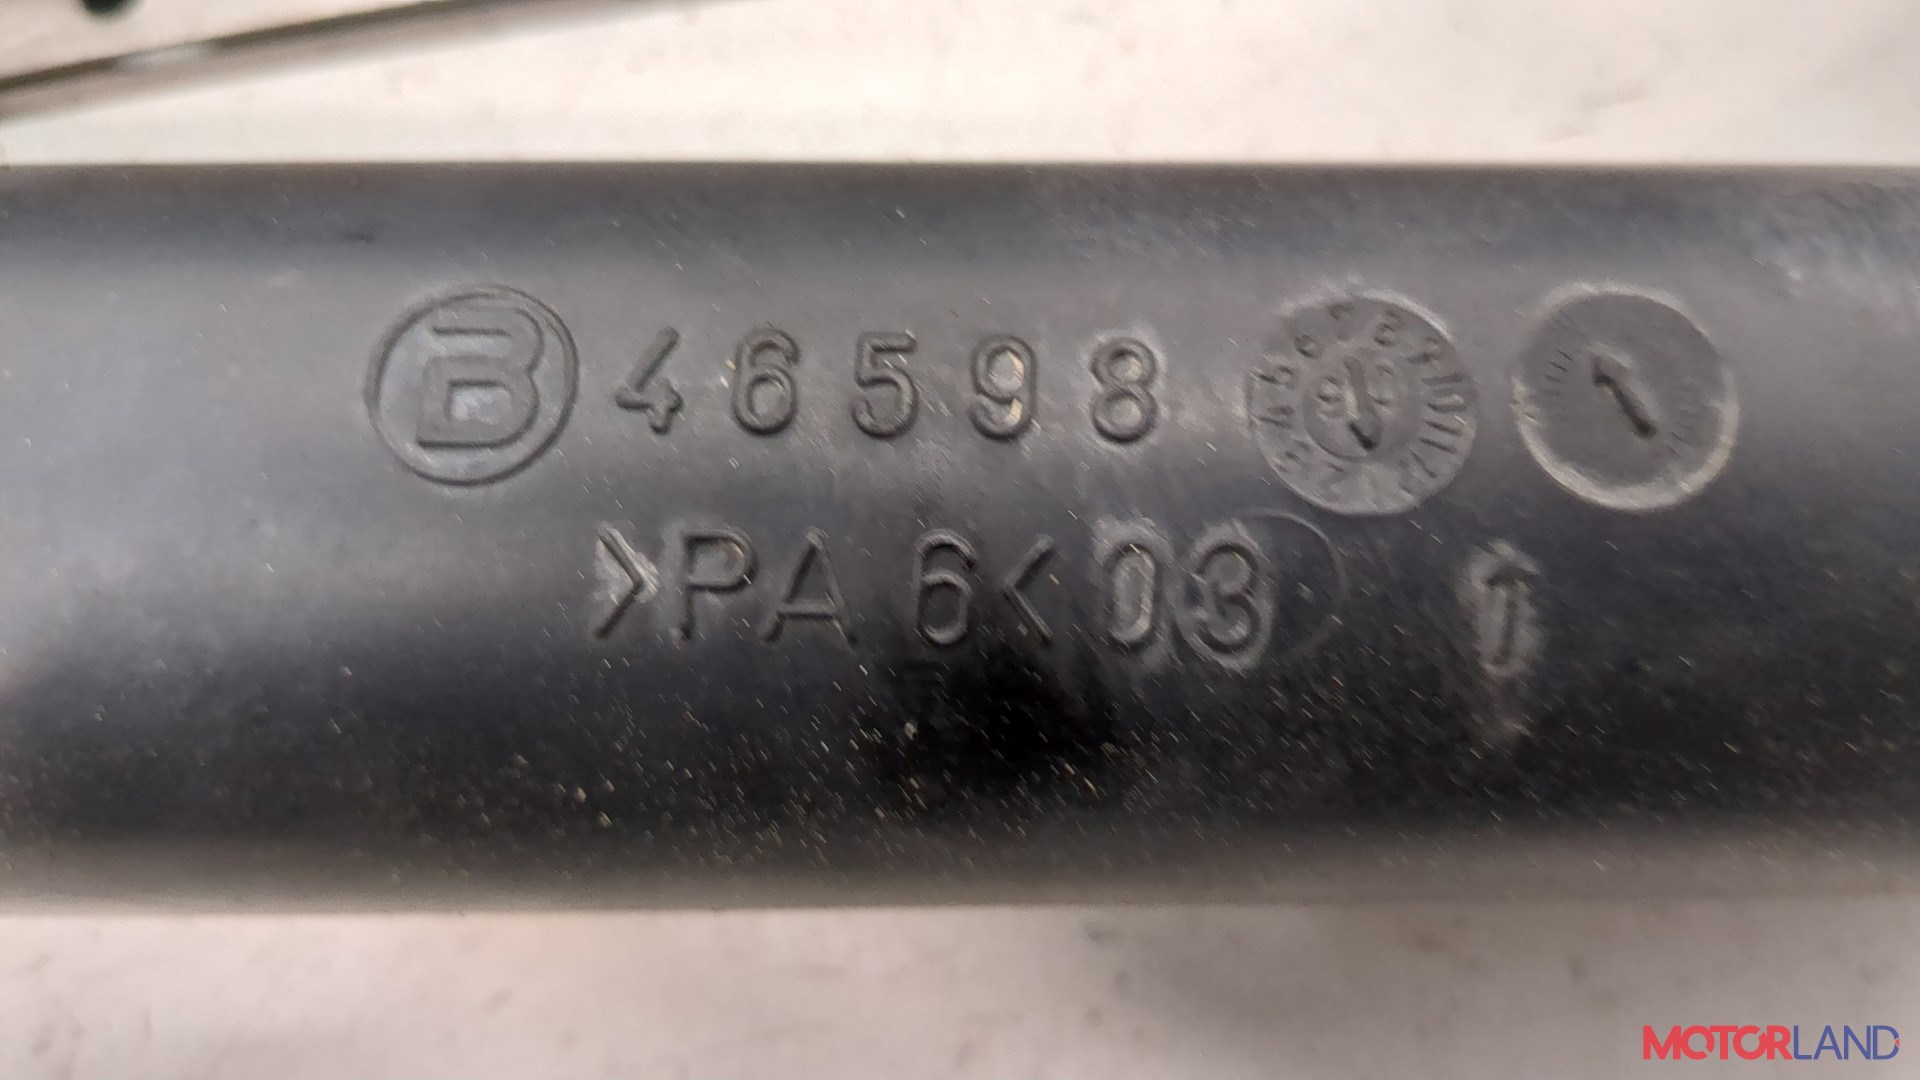 B 46598
>PA 6< 03
MOTORLAND